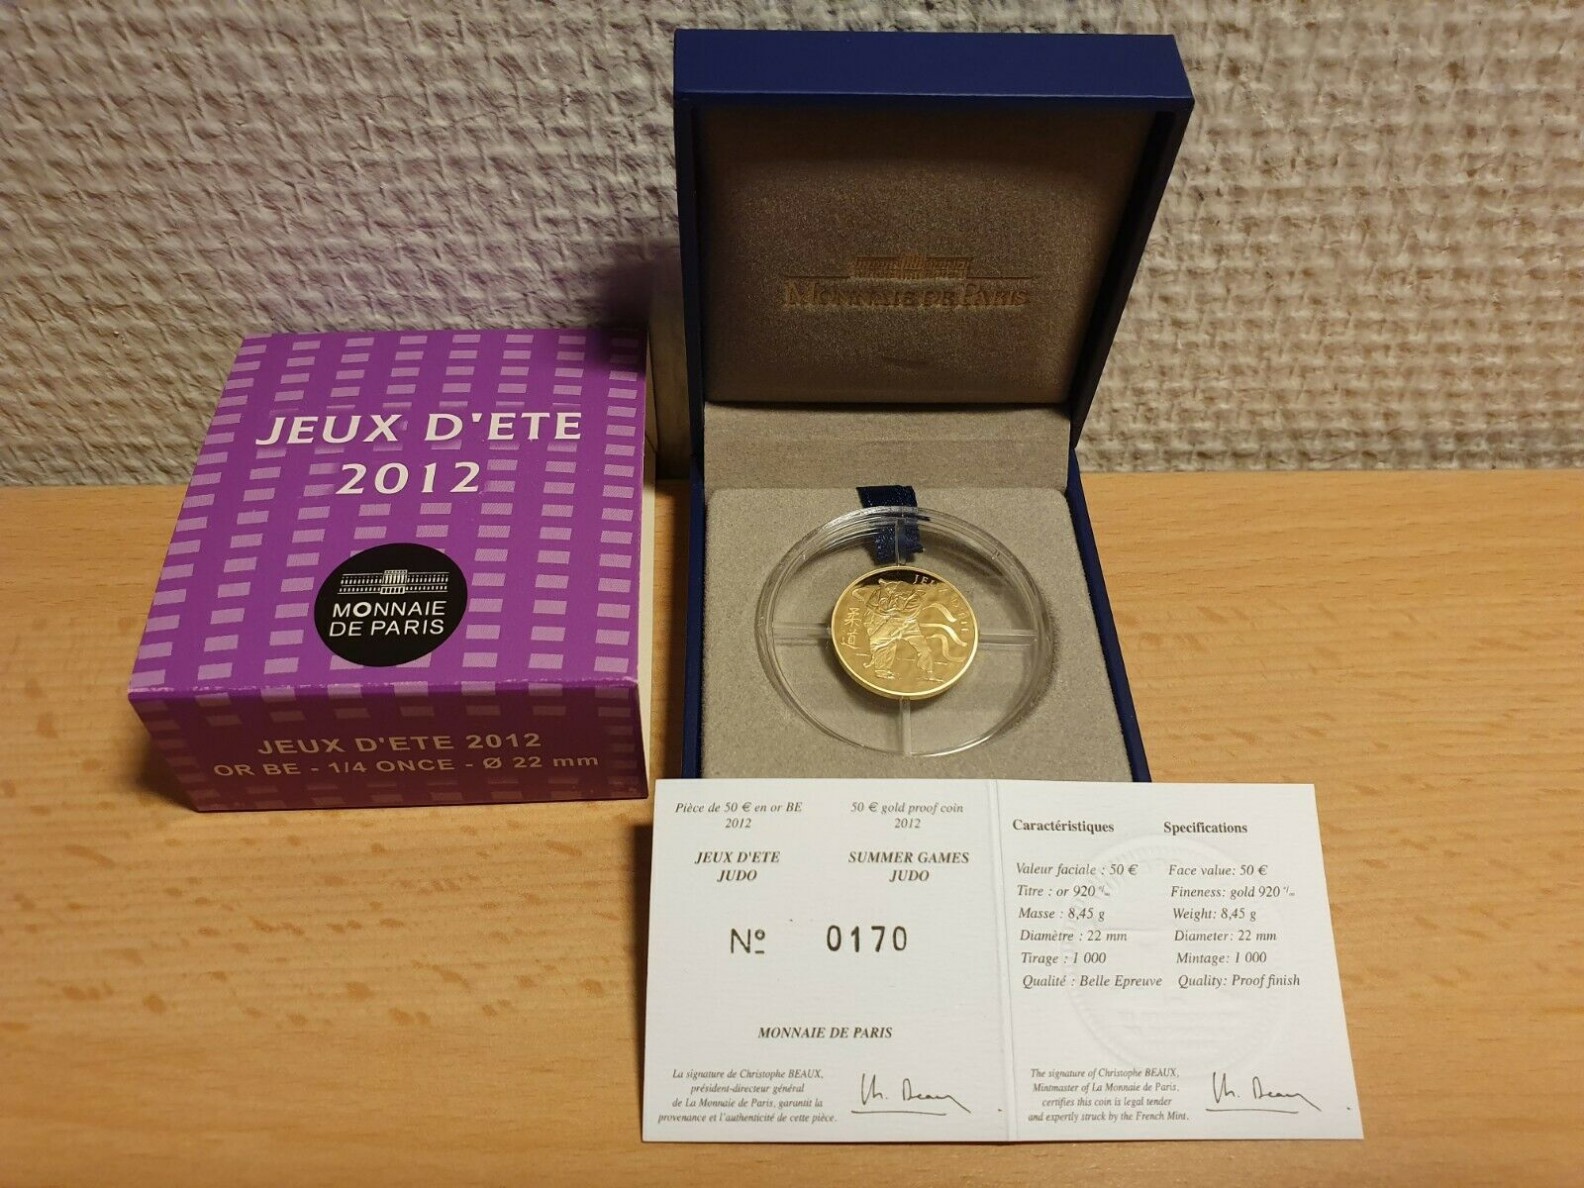 JEUX D'ETE
2012
MONNAIE
DE PARIS
JEUX D'ETE 2012
OR BE - 1/4 ONCE - Ø 22 mm
MONNAIE DE PARIS
Pièce de 50 € en or BE
2012
JEUX D'ETE
JUDO
50 € gold proof coin
2012
SUMMER GAMES
JUDO
Nº 0170
MONNAIE DE PARIS
La signature de Christophe BEAUX,
président-directeur général
de La Monnaie de Paris, garantit la
provenance et l'authenticité de cette pièce.
Ch. Beaux
Caractéristiques
Valeur faciale : 50 €
Titre : or 920
Masse : 8,45 g
Diamètre : 22 mm
Tirage : 1 000
Qualité : Belle Epreuve
Specifications
Face value: 50 €
Fineness: gold 920
Weight: 8,45 g
Diameter: 22 mm
Mintage: 1 000
Quality: Proof finish
The signature of Christophe BEAUX,
Mintmaster of La Monnaie de Paris,
certifies this coin is legal tender
and expertly struck by the French Mint.
Ch. Beaux